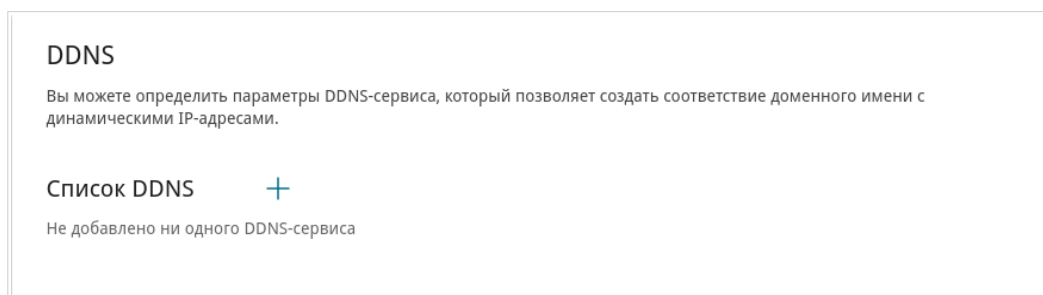 DDNS
Вы можете определить параметры DDNS-сервиса, который позволяет создать соответствие доменного имени с
динамическими IP-адресами.
Список DDNS
Не добавлено ни одного DDNS-сервиса